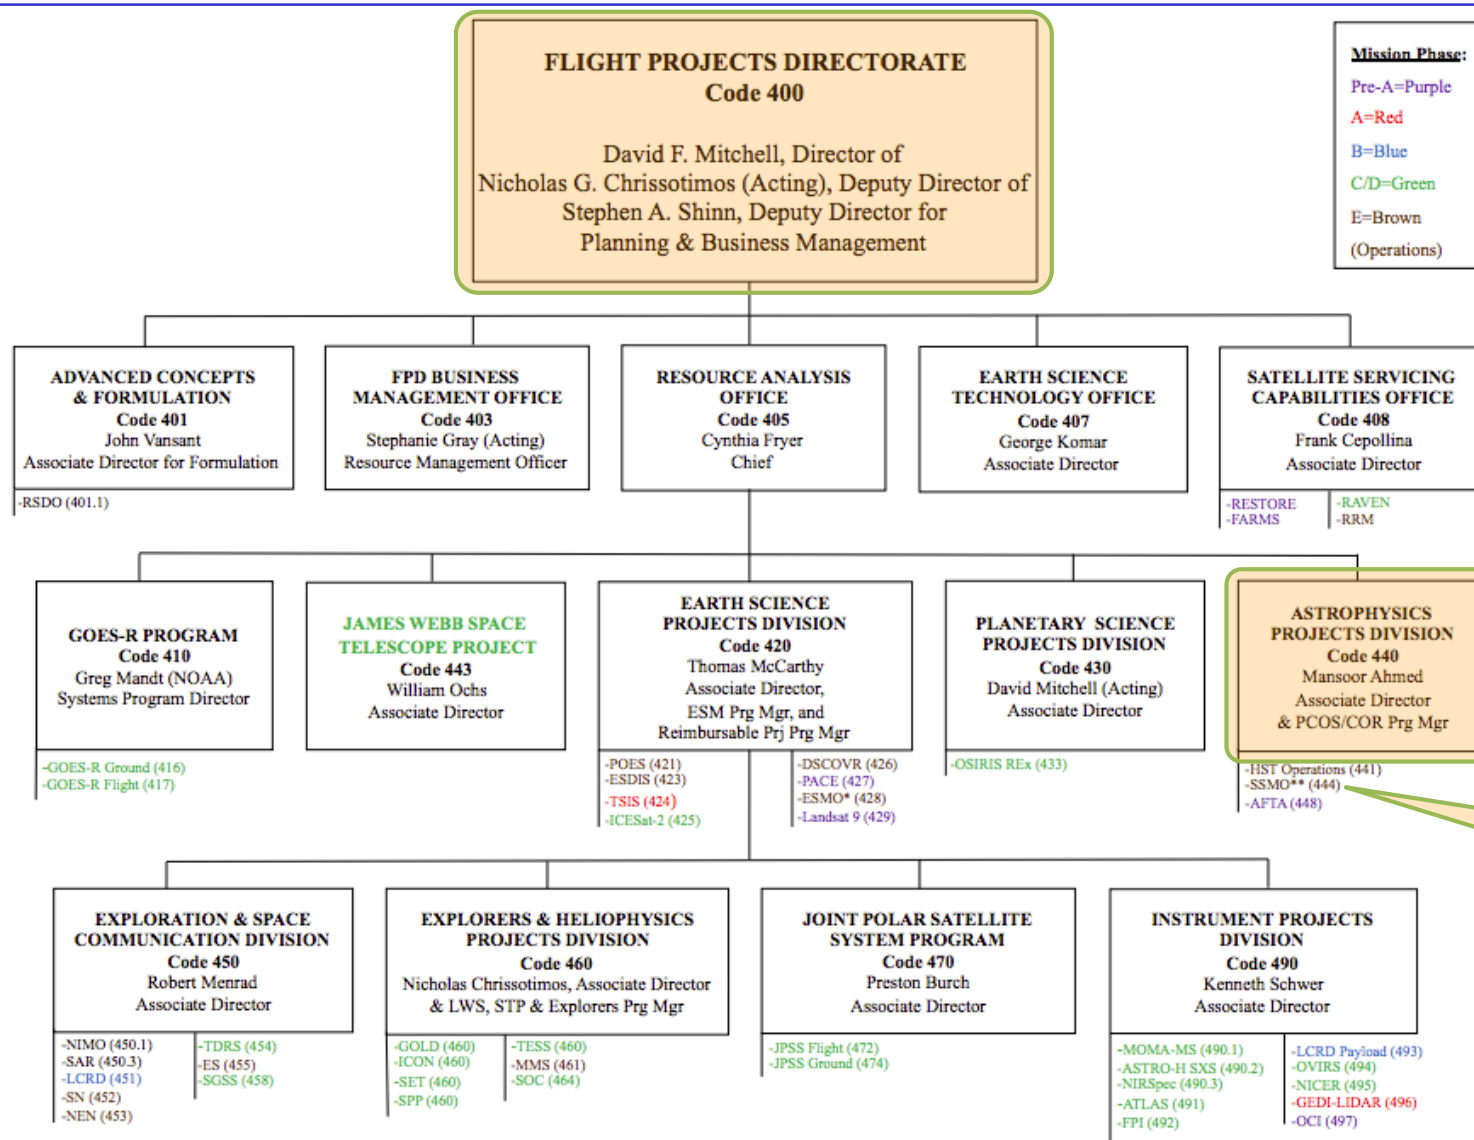 FLIGHT PROJECTS DIRECTORATE
Code 400
David F. Mitchell, Director of
Nicholas G. Chrissotimos (Acting), Deputy Director of
Stephen A. Shinn, Deputy Director for
Planning & Business Management
Mission Phase:
Pre-A=Purple
A=Red
B=Blue
C/D=Green
E=Brown
(Operations)
ADVANCED CONCEPTS
& FORMULATION
Code 401
John Vansant
Associate Director for Formulation
-RSDO (401.1)
FPD BUSINESS
MANAGEMENT OFFICE
Code 403
Stephanie Gray (Acting)
Resource Management Officer
RESOURCE ANALYSIS
OFFICE
Code 405
Cynthia Fryer
Chief
EARTH SCIENCE
TECHNOLOGY OFFICE
Code 407
George Komar
Associate Director
SATELLITE SERVICING
CAPABILITIES OFFICE
Code 408
Frank Cepollina
Associate Director
-RESTORE
-FARMS
-RAVEN
-RRM
GOES-R PROGRAM
Code 410
Greg Mandt (NOAA)
Systems Program Director
-GOES-R Ground (416)
-GOES-R Flight (417)
JAMES WEBB SPACE
TELESCOPE PROJECT
Code 443
William Ochs
Associate Director
EARTH SCIENCE
PROJECTS DIVISION
Code 420
Thomas McCarthy
Associate Director,
ESM Prg Mgr, and
Reimbursable Prj Prg Mgr
-POES (421)
-ESDIS (423)
-TSIS (424)
-ICESat-2 (425)
-DSCOVR (426)
-PACE (427)
-ESMO* (428)
-Landsat 9 (429)
PLANETARY SCIENCE
PROJECTS DIVISION
Code 430
David Mitchell (Acting)
Associate Director
-OSIRIS REx (433)
ASTROPHYSICS
PROJECTS DIVISION
Code 440
Mansoor Ahmed
Associate Director
& PCOS/COR Prg Mgr
-HST Operations (441)
-SSMO** (444)
-AFTA (448)
EXPLORATION & SPACE
COMMUNICATION DIVISION
Code 450
Robert Menrad
Associate Director
-NIMO (450.1)
-SAR (450.3)
-LCRD (451)
-SN (452)
-NEN (453)
-TDRS (454)
-ES (455)
-SGSS (458)
EXPLORERS & HELIOPHYSICS
PROJECTS DIVISION
Code 460
Nicholas Chrissotimos, Associate Director
& LWS, STP & Explorers Prg Mgr
-GOLD (460)
-ICON (460)
-SET (460)
-SPP (460)
-TESS (460)
-MMS (461)
-SOC (464)
JOINT POLAR SATELLITE
SYSTEM PROGRAM
Code 470
Preston Burch
Associate Director
-JPSS Flight (472)
-JPSS Ground (474)
INSTRUMENT PROJECTS
DIVISION
Code 490
Kenneth Schwer
Associate Director
-MOMA-MS (490.1)
-ASTRO-H SXS (490.2)
-NIRSpec (490.3)
-ATLAS (491)
-FPI (492)
-LCRD Payload (493)
-OVIRS (494)
-NICER (495)
-GEDI-LIDAR (496)
-OCI (497)